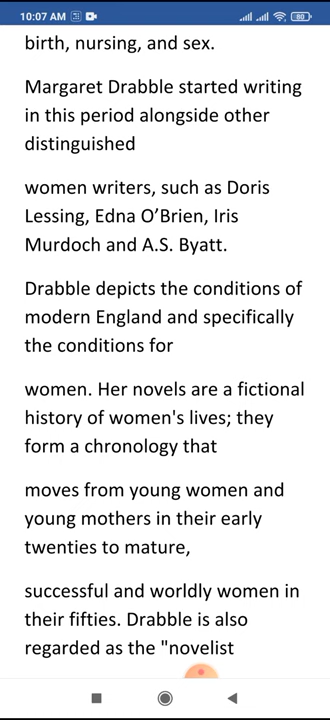 10:07 AM
80
birth, nursing, and sex.
Margaret Drabble started writing
in this period alongside other
distinguished
women writers, such as Doris
Lessing, Edna O’Brien, Iris
Murdoch and A.S. Byatt.
Drabble depicts the conditions of
modern England and specifically
the conditions for
women. Her novels are a fictional
history of women's lives; they
form a chronology that
moves from young women and
young mothers in their early
twenties to mature,
successful and worldly women in
their fifties. Drabble is also
regarded as the "novelist